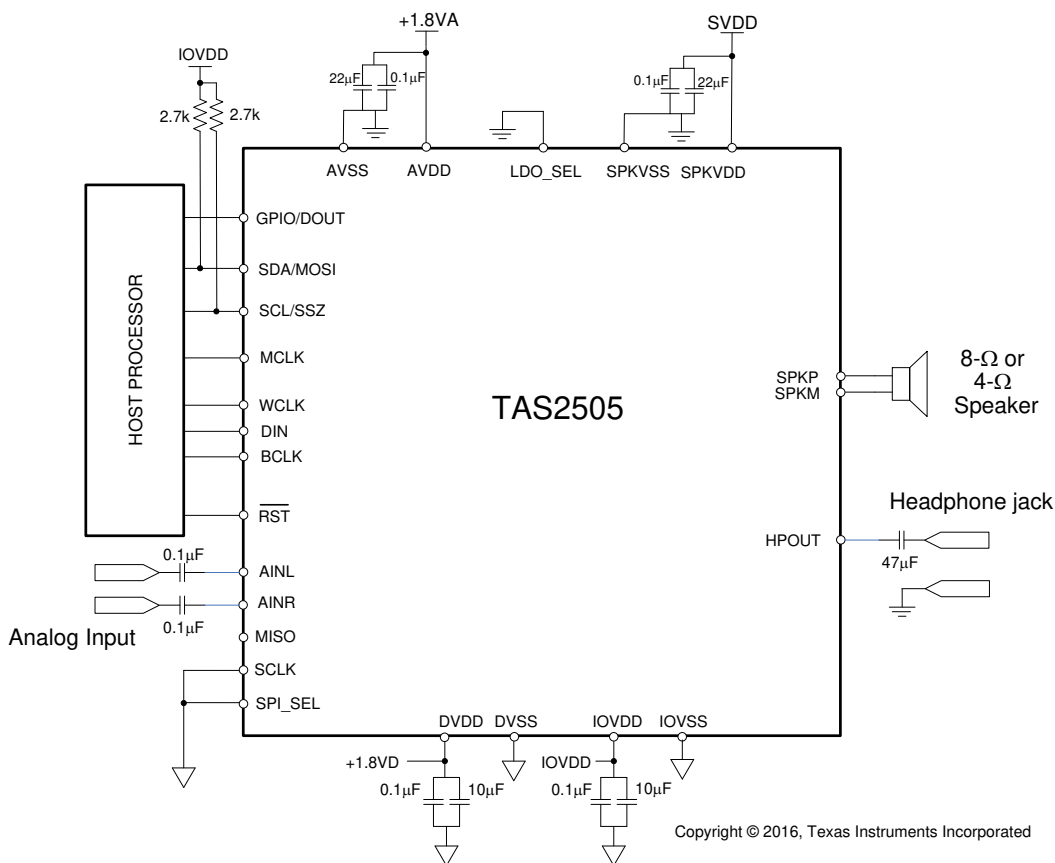 +1.8VA
SVDD
IOVDD
22μF
0.1μF
0.1μF
22μF
2.7k
2.7k
AVSS
AVDD
LDO_SEL
SPKVSS
SPKVDD
HOST PROCESSOR
GPIO/DOUT
SDA/MOSI
SCL/SSZ
MCLK
WCLK
DIN
BCLK
RST
TAS2505
SPKP
SPKM
8-Ω or
4-Ω
Speaker
Headphone jack
HPOUT
47μF
0.1μF
AINL
AINR
0.1μF
Analog Input
MISO
SCLK
SPI_SEL
DVDD
DVSS
IOVDD
IOVSS
+1.8VD
IOVDD
0.1μF
10μF
0.1μF
10μF
Copyright © 2016, Texas Instruments Incorporated